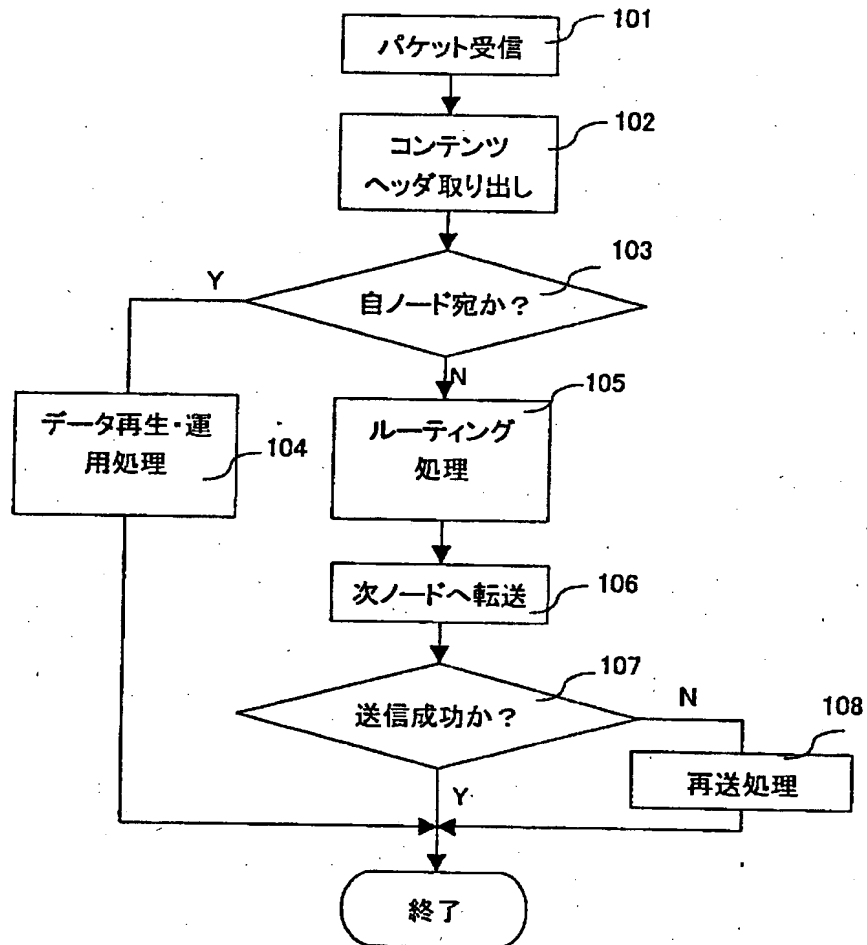 101
パケット受信
102
コンテンツ
ヘッダ取り出し
103
Y
自ノード宛か？
N
105
データ再生・運
用処理
104
ルーティング
処理
次ノードへ転送
106
107
送信成功か？
N
108
再送処理
Y
終了